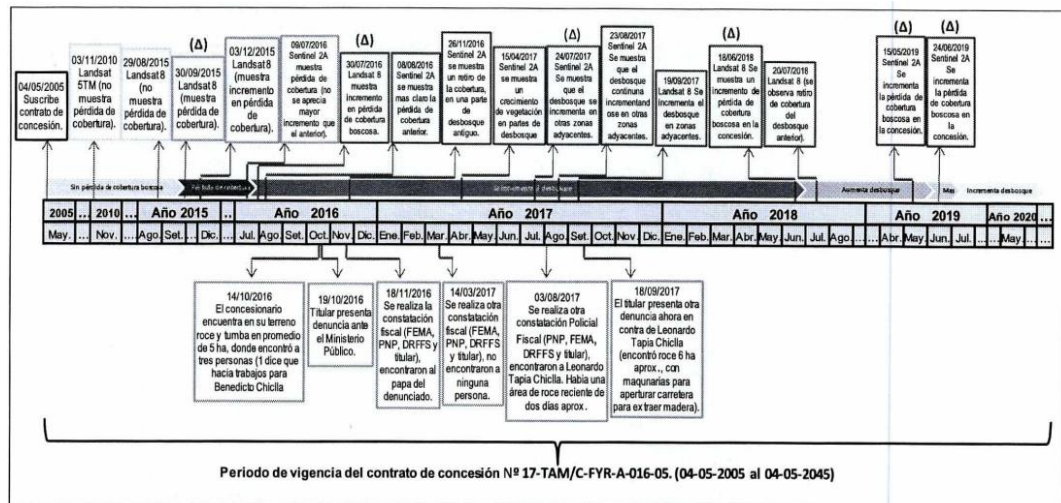 04/05/2005
Suscribe
contrato de
concesión.
03/11/2010
Landsat
5TM (no
muestra
pérdida de
cobertura).
29/08/2015
Landsat8
(no
muestra
pérdida de
cobertura).
(Δ)
30/09/2015
Landsat 8
(muestra
pérdida de
cobertura).
03/12/2015
Landsat8
(muestra
incremento
en pérdida
de
cobertura).
09/07/2016
Sentinel 2A
muestra
pérdida de
cobertura (no
se aprecia
mayor
incremento que
el anterior).
(Δ)
30/07/2016
Landsat 8
muestra
incremento
en pérdida
de cobertura
boscosa.
08/08/2016
Sentinel 2A
se muestra
mas claro la
pérdida de
cobertura
anterior.
26/11/2016
Sentinel 2A
se muestra
un retiro de
la cobertura,
en una parte
de desbosque
antiguo.
15/04/2017
Sentinel 2A
se muestra
un
crecimiento
de vegetación
en partes de
desbosque
(Δ)
24/07/2017
Sentinel 2A
Se muestra
que el
desbosque se
incrementa en
otras zonas
adyacentes.
23/08/2017
Sentinel 2A
Se muestra
que el
desbosque
continua
incrementand
ose en otras
zonas
adyacentes.
19/09/2017
Landsat 8 Se
incrementa el
desbosque en
zonas
adyacentes.
(Δ)
18/06/2018
Landsat 8 Se
muestra un
incremento de
pérdida de
cobertura
boscosa en la
concesión.
20/07/2018
Landsat 8 (se
observa retiro de
cobertura del
desbosque
anterior).
(Δ)
15/05/2019
Sentinel 2A
Se
incrementa
la pérdida de
cobertura
boscosa en la
concesión.
(Δ)
24/06/2019
Sentinel 2A Se
incrementa la
pérdida de
cobertura
boscosa en la
concesión.
Sin pérdida de cobertura boscosa
Pérdida de cobertura
Se incrementa el desbosque
Aumenta desbosque
Mas Incrementa desbosque
2005 ... 2010 ... Año 2015 .. Año 2016 Año 2017 Año 2018 ... Año 2019 Año 2020 ...
May. ... Nov. ... Ago. Set. ... Dic. ... Jul. Ago. Set. Oct. Nov. Dic. Ene. Feb. Mar. Abr. May. Jun. Jul. Ago. Set. Oct. Nov. Dic. Ene. Feb. Mar. Abr. May. Jun. Jul. Ago. ... ... Abr. May. Jun. Jul. ... ... May. ... ...
14/10/2016
El concesionario
encuentra en su terreno
roce y tumba en promedio
de 5 ha, donde encontró a
tres personas (1 dice que
hacia trabajos para
Benedicto Chiclla
19/10/2016
Titular presenta
denuncia ante
el Ministerio
Público.
18/11/2016
Se realiza la
constatación
fiscal (FEMA,
PNP, DRFFS y
titular),
encontraron al
papa del
denunciado.
14/03/2017
Se realiza otra
constatación
fiscal (FEMA,
PNP, DRFFS y
titular), no
encontraron a
ninguna
persona.
03/08/2017
Se realiza otra
constatación Policial
Fiscal (PNP, FEMA,
DRFFS y titular),
encontraron a Leonardo
Tapia Chiclla. Había una
área de roce reciente de
dos días aprox.
18/09/2017
El titular presenta otra
denuncia ahora en
contra de Leonardo
Tapia Chiclla
(encontró roce 6 ha
aprox., con
maquinarias para
aperturar carretera
para extraer madera).
Periodo de vigencia del contrato de concesión Nº 17-TAM/C-FYR-A-016-05. (04-05-2005 al 04-05-2045)